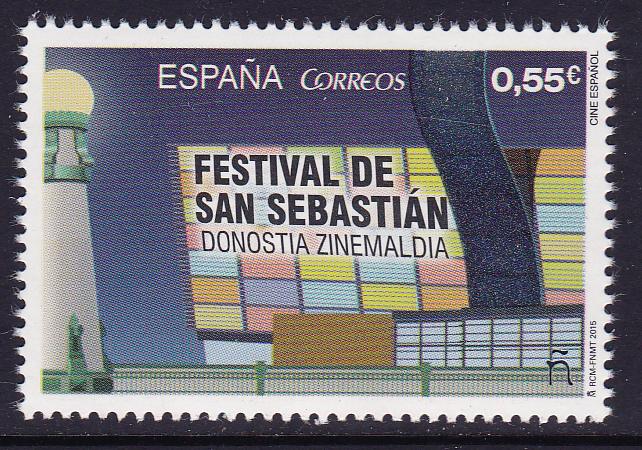 ESPAÑA CORREOS 0,55€
CINE ESPAÑOL
FESTIVAL DE
SAN SEBASTIÁN
DONOSTIA ZINEMALDIA
Ñ
RCM-FNMT 2015